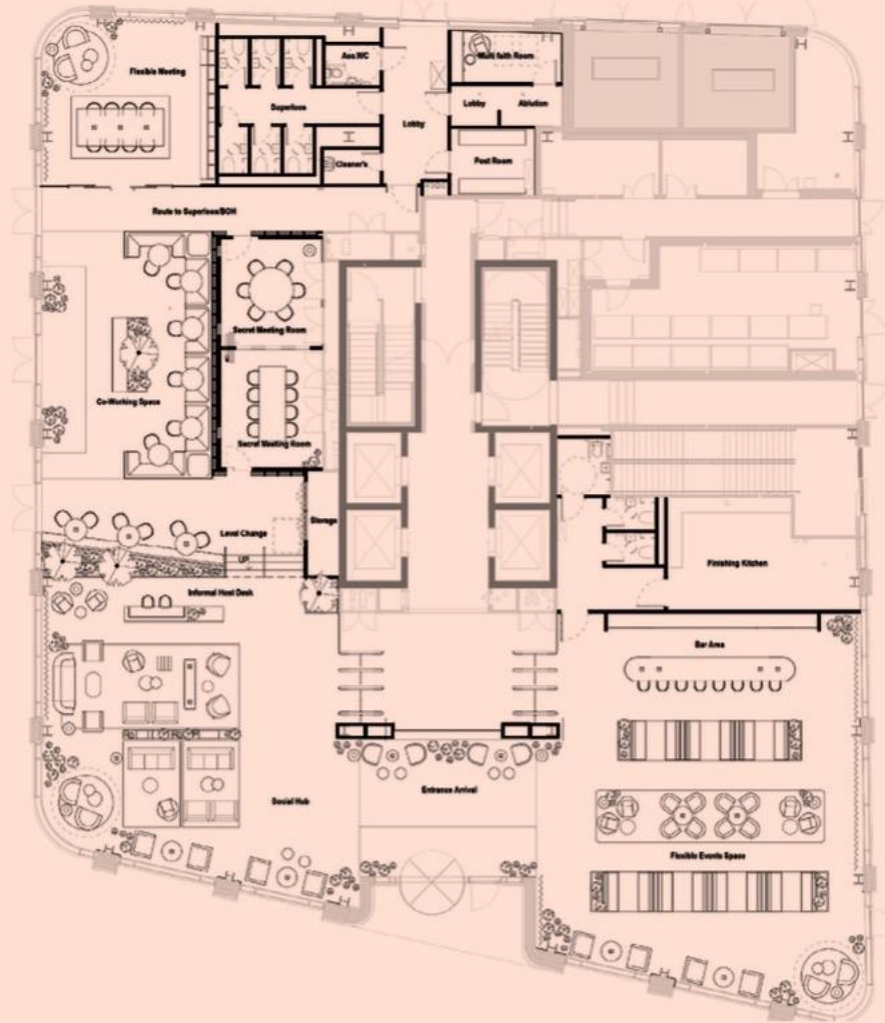 Flexible Meeting
Acc.WC
Multi faith Room
Superloos
Lobby
Lobby
Ablution
Cleaner's
Post Room
Route to Superloos/BOH
Secret Meeting Room
Co-Working Space
Secret Meeting Room
Storage
Level Change
UP
Informal Host Desk
Finishing Kitchen
Bar Area
Social Hub
Entrance Arrival
Flexible Events Space